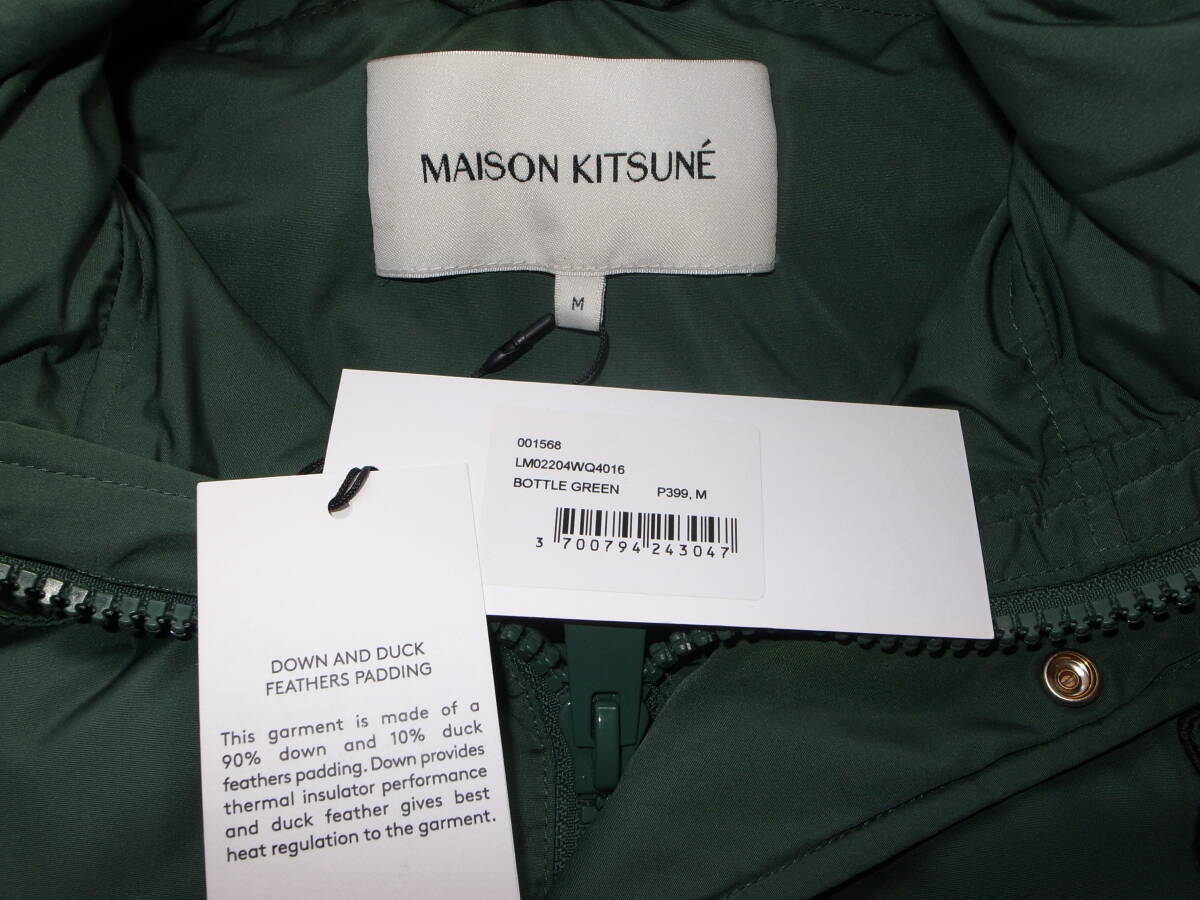 MAISON KITSUNÉ
M
001568
LM02204WQ4016
BOTTLE GREEN P399, M
3 700794 243047
DOWN AND DUCK
FEATHERS PADDING
This garment is made of a
90% down and 10% duck
feathers padding. Down provides
thermal insulator performance
and duck feather gives best
heat regulation to the garment.